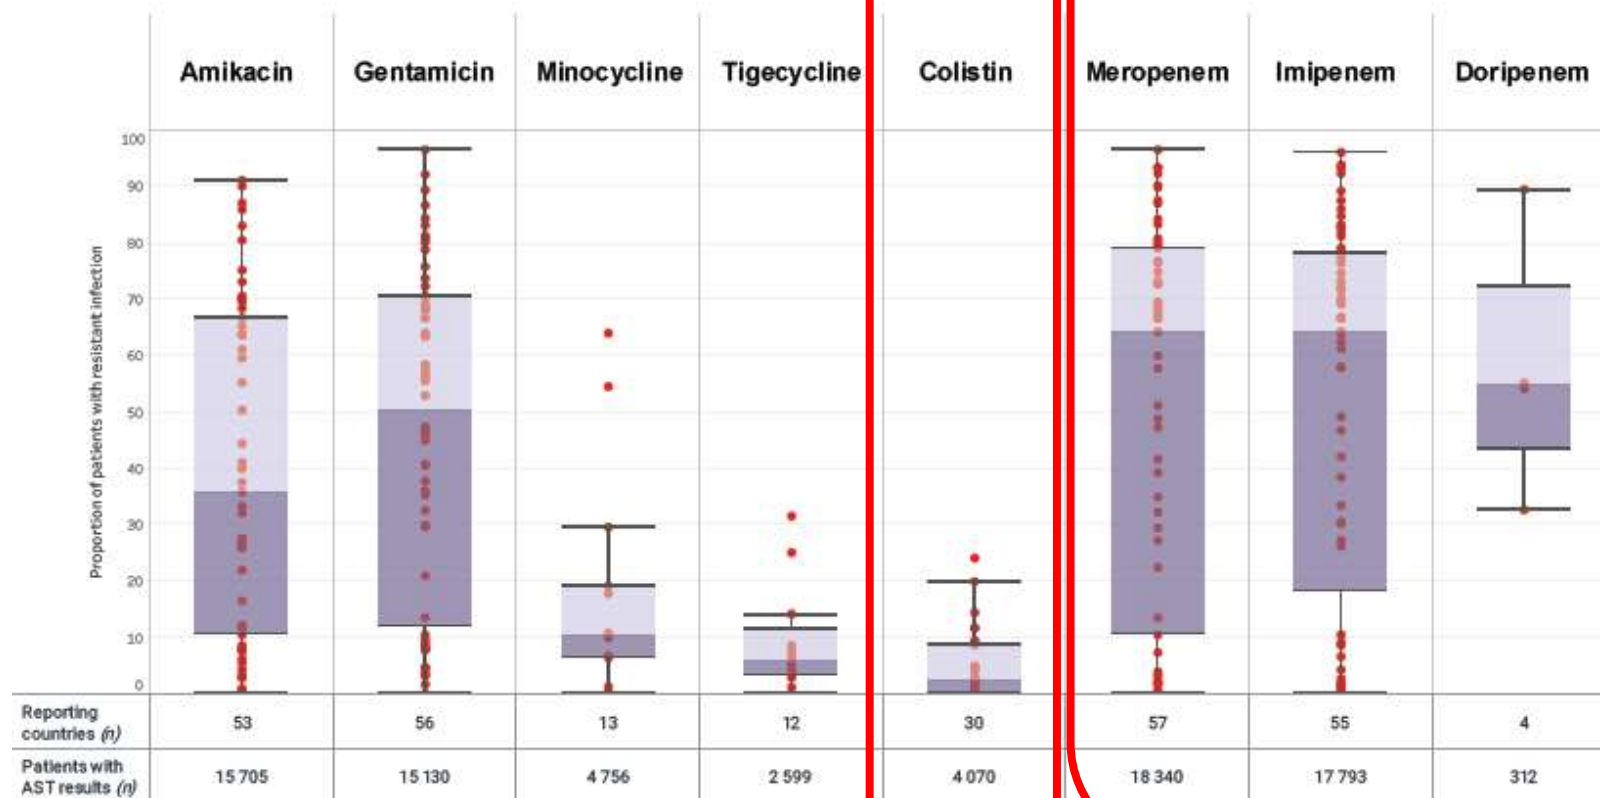 Amikacin Gentamicin Minocycline Tigecycline Colistin Meropenem Imipenem Doripenem
Proportion of patients with resistant infection
100
90
80
70
60
50
40
30
20
10
0
Reporting
countries (n) 53 56 13 12 30 57 55 4
Patients with
AST results (n) 15 705 15 130 4 756 2 599 4 070 18 340 17 793 312